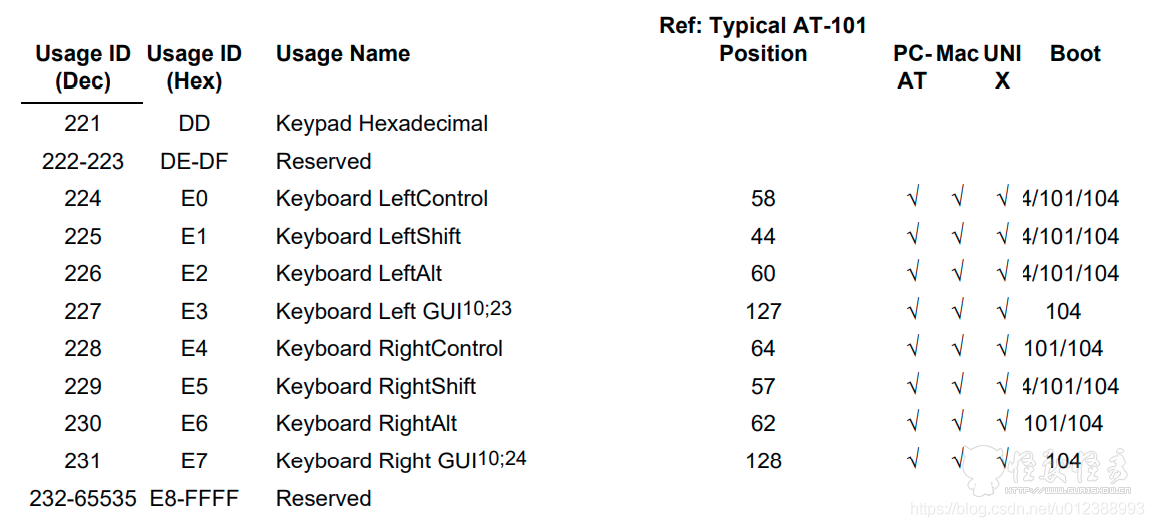 Ref: Typical AT-101
Usage ID Usage ID Usage Name Position PC- Mac UNI Boot
(Dec) (Hex) AT X
221 DD Keypad Hexadecimal
222-223 DE-DF Reserved
224 E0 Keyboard LeftControl 58 √ √ √ 4/101/104
225 E1 Keyboard LeftShift 44 √ √ √ 4/101/104
226 E2 Keyboard LeftAlt 60 √ √ √ 4/101/104
227 E3 Keyboard Left GUI10;23 127 √ √ √ 104
228 E4 Keyboard RightControl 64 √ √ √ 101/104
229 E5 Keyboard RightShift 57 √ √ √ 4/101/104
230 E6 Keyboard RightAlt 62 √ √ √ 101/104
231 E7 Keyboard Right GUI10;24 128 √ √ √ 104
232-65535 E8-FFFF Reserved
https://blog.csdn.net/u012388993